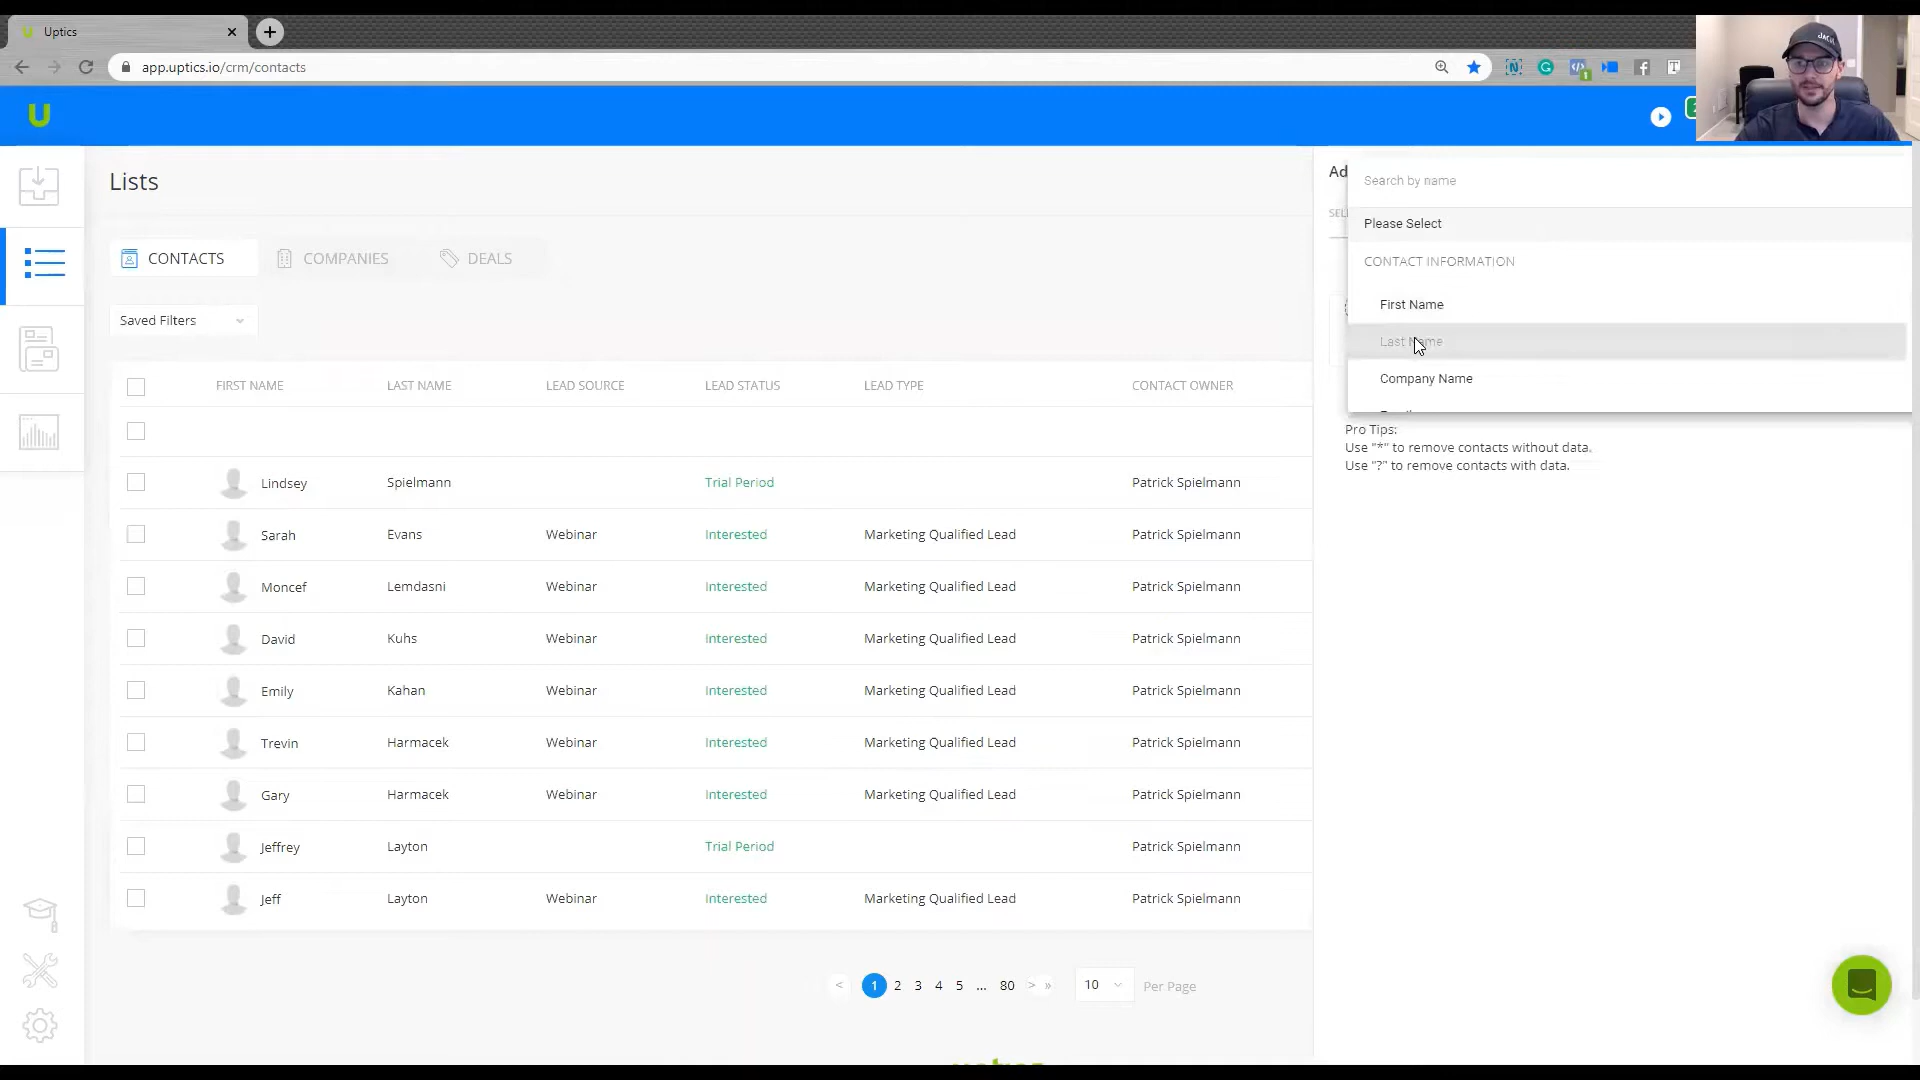 Uptics
app.uptics.io/crm/contacts
Lists
CONTACTS
COMPANIES
DEALS
Saved Filters
FIRST NAME LAST NAME LEAD SOURCE LEAD STATUS LEAD TYPE CONTACT OWNER
Lindsey Spielmann Trial Period Patrick Spielmann
Sarah Evans Webinar Interested Marketing Qualified Lead Patrick Spielmann
Moncef Lemdasni Webinar Interested Marketing Qualified Lead Patrick Spielmann
David Kuhs Webinar Interested Marketing Qualified Lead Patrick Spielmann
Emily Kahan Webinar Interested Marketing Qualified Lead Patrick Spielmann
Trevin Harmacek Webinar Interested Marketing Qualified Lead Patrick Spielmann
Gary Harmacek Webinar Interested Marketing Qualified Lead Patrick Spielmann
Jeffrey Layton Trial Period Patrick Spielmann
Jeff Layton Webinar Interested Marketing Qualified Lead Patrick Spielmann
< 1 2 3 4 5 ... 80 > » 10 Per Page
Ad
SEL
Search by name
Please Select
CONTACT INFORMATION
First Name
Last Name
Company Name
Pro Tips:
Use "*" to remove contacts without data.
Use "?" to remove contacts with data.